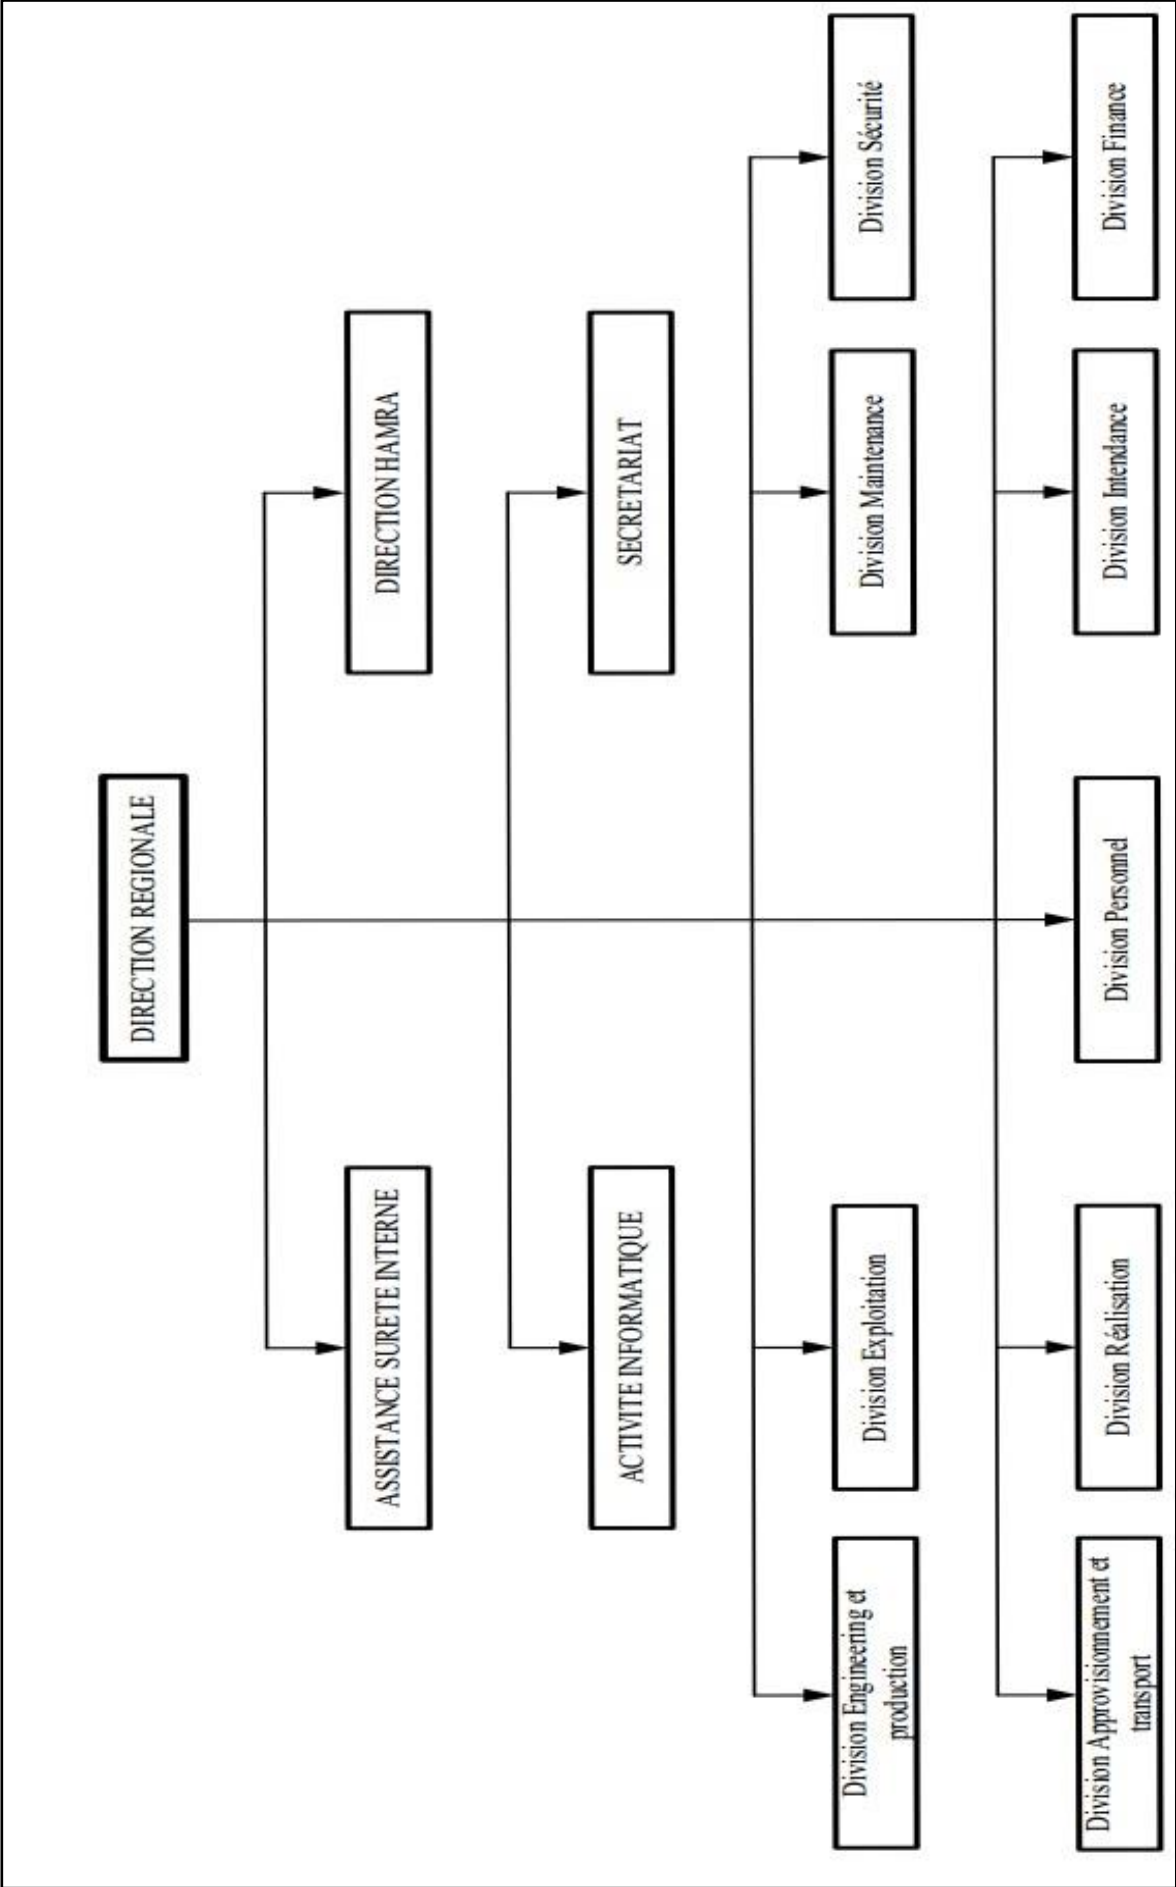 DIRECTION REGIONALE
ASSISTANCE SURETE INTERNE
DIRECTION HAMRA
ACTIVITE INFORMATIQUE
SECRETARIAT
Division Engineering et
production
Division Exploitation
Division Maintenance
Division Sécurité
Division Approvisionnement et
transport
Division Réalisation
Division Personnel
Division Intendance
Division Finance